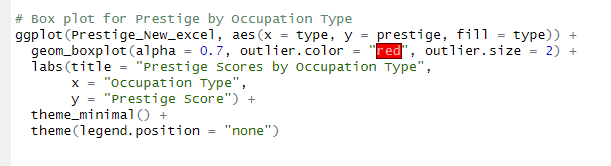 # Box plot for Prestige by Occupation Type
ggplot(Prestige_New_excel, aes(x = type, y = prestige, fill = type)) +
  geom_boxplot(alpha = 0.7, outlier.color = "red", outlier.size = 2) +
  labs(title = "Prestige Scores by Occupation Type",
       x = "Occupation Type",
       y = "Prestige Score") +
  theme_minimal() +
  theme(legend.position = "none")